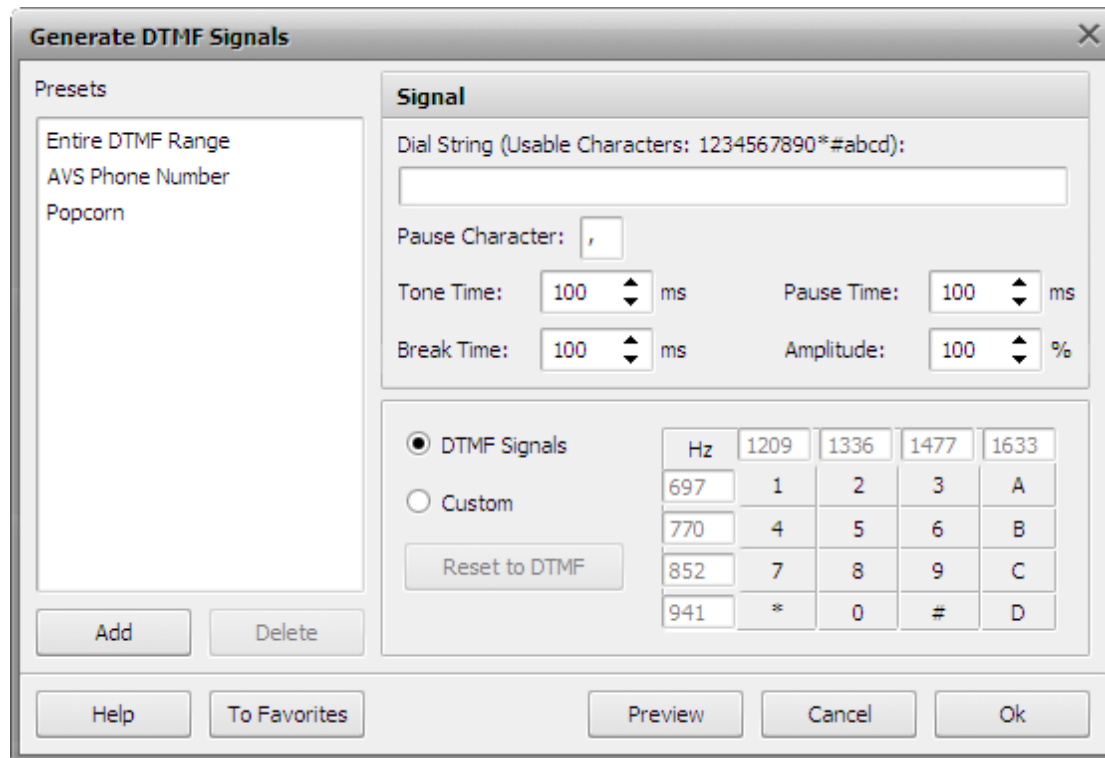 Generate DTMF Signals
Presets
Entire DTMF Range
AVS Phone Number
Popcorn
Add Delete
Signal
Dial String (Usable Characters: 1234567890*#abcd):
Pause Character: ,
Tone Time: 100 ms Pause Time: 100 ms
Break Time: 100 ms Amplitude: 100 %
DTMF Signals
Custom
Reset to DTMF
Hz 1209 1336 1477 1633
697 1 2 3 A
770 4 5 6 B
852 7 8 9 C
941 * 0 # D
Help To Favorites Preview Cancel Ok